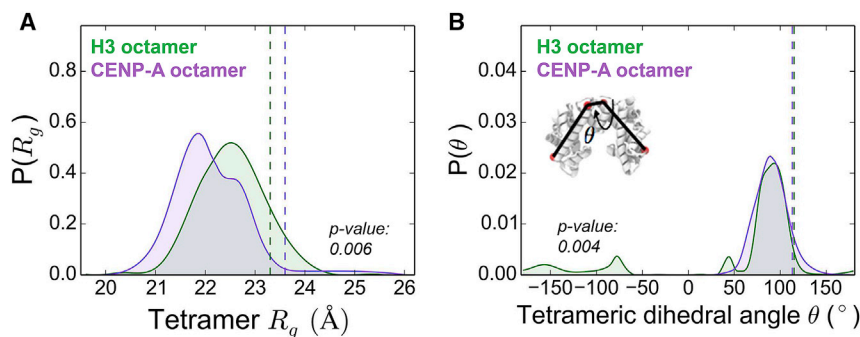 A
H3 octamer
CENP-A octamer
P(R_g)
0.8
0.6
0.4
0.2
0.0
p-value:
0.006
20 21 22 23 24 25 26
Tetramer R_g (Å)
B
H3 octamer
CENP-A octamer
P(θ)
0.04
0.03
0.02
0.01
0.00
θ
p-value:
0.004
−150 −100 −50 0 50 100 150
Tetrameric dihedral angle θ (°)